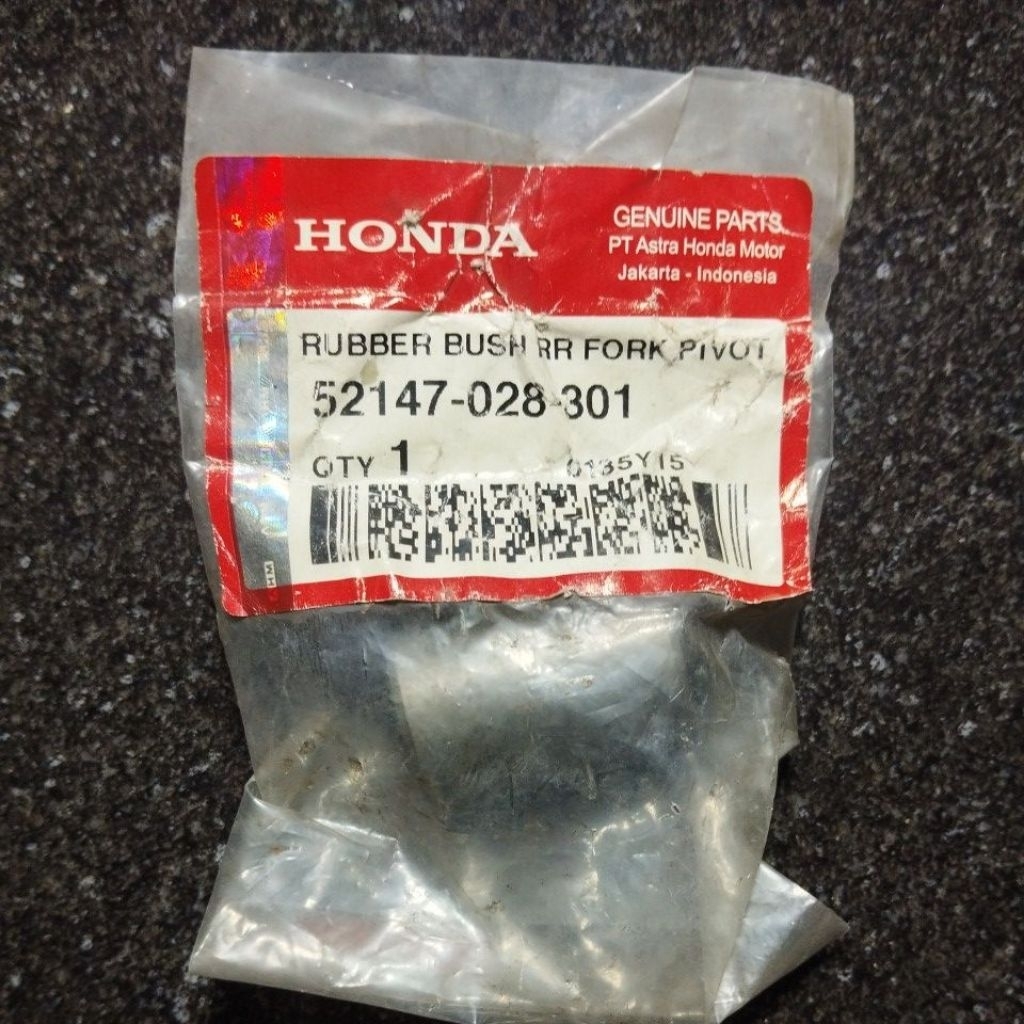 HONDA
GENUINE PARTS
PT Astra Honda Motor
Jakarta - Indonesia
RUBBER BUSH RR FORK PIVOT
52147-028-301
QTY 1
0135Y15